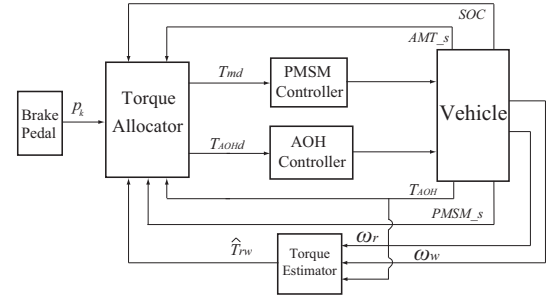 SOC
AMT_s
Brake
Pedal
p_k
Torque
Allocator
T_md
PMSM
Controller
T_AOHd
AOH
Controller
Vehicle
T_AOH
PMSM_s
T̂_rw
Torque
Estimator
ω_r
ω_w